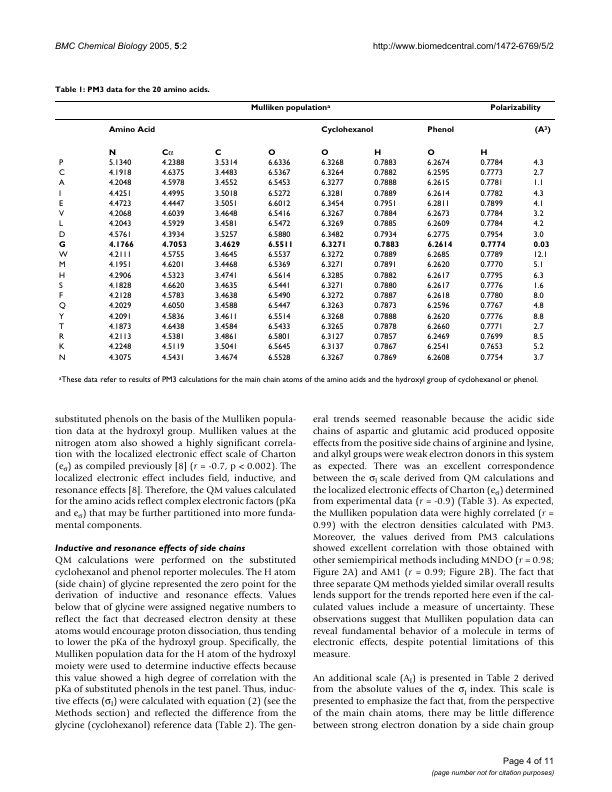 BMC Chemical Biology 2005, 5:2 http://www.biomedcentral.com/1472-6769/5/2
Table 1: PM3 data for the 20 amino acids.
Mulliken populationᵃ Polarizability
Amino Acid Cyclohexanol Phenol (Å³)
N Cα C O O H O H
P 5.1340 4.2388 3.5314 6.6336 6.3268 0.7883 6.2674 0.7784 4.3
C 4.1918 4.6375 3.4483 6.5367 6.3264 0.7882 6.2595 0.7773 2.7
A 4.2048 4.5978 3.4552 6.5453 6.3277 0.7888 6.2615 0.7781 1.1
I 4.4251 4.4995 3.5018 6.5272 6.3281 0.7889 6.2614 0.7782 4.3
E 4.4723 4.4447 3.5051 6.6012 6.3454 0.7951 6.2811 0.7899 4.1
V 4.2068 4.6039 3.4648 6.5416 6.3267 0.7884 6.2673 0.7784 3.2
L 4.2043 4.5929 3.4581 6.5472 6.3269 0.7885 6.2609 0.7784 4.2
D 4.5761 4.3934 3.5257 6.5880 6.3482 0.7934 6.2775 0.7954 3.0
G 4.1766 4.7053 3.4629 6.5511 6.3271 0.7883 6.2614 0.7774 0.03
W 4.2111 4.5755 3.4645 6.5537 6.3272 0.7889 6.2685 0.7789 12.1
M 4.1951 4.6201 3.4468 6.5369 6.3271 0.7891 6.2620 0.7770 5.1
H 4.2906 4.5323 3.4741 6.5614 6.3285 0.7882 6.2617 0.7795 6.3
S 4.1828 4.6620 3.4635 6.5441 6.3271 0.7880 6.2617 0.7776 1.6
F 4.2128 4.5783 3.4638 6.5490 6.3272 0.7887 6.2618 0.7780 8.0
Q 4.2029 4.6050 3.4588 6.5447 6.3263 0.7873 6.2596 0.7767 4.8
Y 4.2091 4.5836 3.4611 6.5514 6.3268 0.7888 6.2620 0.7776 8.8
T 4.1873 4.6438 3.4584 6.5433 6.3265 0.7878 6.2660 0.7771 2.7
R 4.2113 4.5381 3.4861 6.5801 6.3127 0.7857 6.2469 0.7699 8.5
K 4.2248 4.5119 3.5041 6.5645 6.3137 0.7867 6.2541 0.7653 5.2
N 4.3075 4.5431 3.4674 6.5528 6.3267 0.7869 6.2608 0.7754 3.7
ᵃThese data refer to results of PM3 calculations for the main chain atoms of the amino acids and the hydroxyl group of cyclohexanol or phenol.
substituted phenols on the basis of the Mulliken popula-
tion data at the hydroxyl group. Mulliken values at the
nitrogen atom also showed a highly significant correla-
tion with the localized electronic effect scale of Charton
(eσ) as compiled previously [8] (r = -0.7, p < 0.002). The
localized electronic effect includes field, inductive, and
resonance effects [8]. Therefore, the QM values calculated
for the amino acids reflect complex electronic factors (pKa
and eσ) that may be further partitioned into more funda-
mental components.
Inductive and resonance effects of side chains
QM calculations were performed on the substituted
cyclohexanol and phenol reporter molecules. The H atom
(side chain) of glycine represented the zero point for the
derivation of inductive and resonance effects. Values
below that of glycine were assigned negative numbers to
reflect the fact that decreased electron density at these
atoms would encourage proton dissociation, thus tending
to lower the pKa of the hydroxyl group. Specifically, the
Mulliken population data for the H atom of the hydroxyl
moiety were used to determine inductive effects because
this value showed a high degree of correlation with the
pKa of substituted phenols in the test panel. Thus, induc-
tive effects (σI) were calculated with equation (2) (see the
Methods section) and reflected the difference from the
glycine (cyclohexanol) reference data (Table 2). The gen-
eral trends seemed reasonable because the acidic side
chains of aspartic and glutamic acid produced opposite
effects from the positive side chains of arginine and lysine,
and alkyl groups were weak electron donors in this system
as expected. There was an excellent correspondence
between the σI scale derived from QM calculations and
the localized electronic effects of Charton (eσ) determined
from experimental data (r = -0.9) (Table 3). As expected,
the Mulliken population data were highly correlated (r =
0.99) with the electron densities calculated with PM3.
Moreover, the values derived from PM3 calculations
showed excellent correlation with those obtained with
other semiempirical methods including MNDO (r = 0.98;
Figure 2A) and AM1 (r = 0.99; Figure 2B). The fact that
three separate QM methods yielded similar overall results
lends support for the trends reported here even if the cal-
culated values include a measure of uncertainty. These
observations suggest that Mulliken population data can
reveal fundamental behavior of a molecule in terms of
electronic effects, despite potential limitations of this
measure.
An additional scale (AI) is presented in Table 2 derived
from the absolute values of the σI index. This scale is
presented to emphasize the fact that, from the perspective
of the main chain atoms, there may be little difference
between strong electron donation by a side chain group
Page 4 of 11
(page number not for citation purposes)